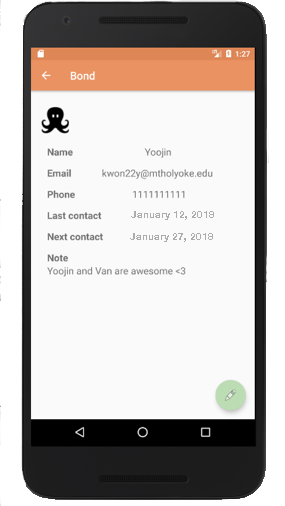 1:27
Bond
Name Yoojin
Email kwon22y@mtholyoke.edu
Phone 1111111111
Last contact January 12, 2018
Next contact January 27, 2018
Note
Yoojin and Van are awesome <3